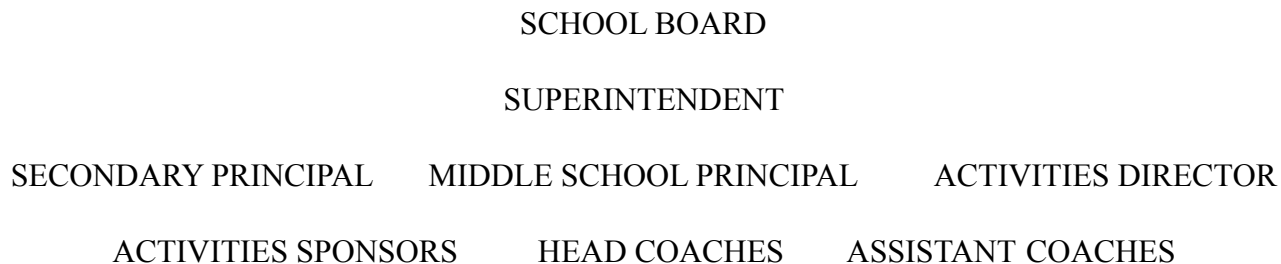 SCHOOL BOARD
SUPERINTENDENT
SECONDARY PRINCIPAL MIDDLE SCHOOL PRINCIPAL ACTIVITIES DIRECTOR
ACTIVITIES SPONSORS HEAD COACHES ASSISTANT COACHES